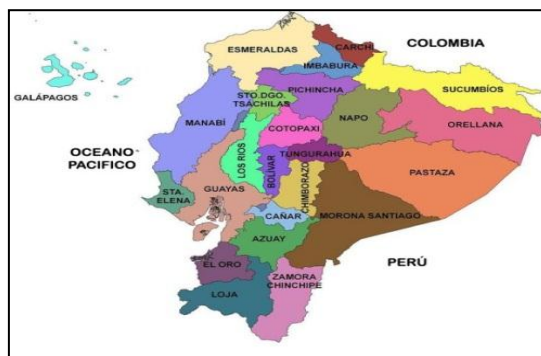 ESMERALDAS
CARCHI
COLOMBIA
IMBABURA
GALÁPAGOS
STO.DGO.
TSÁCHILAS
PICHINCHA
SUCUMBÍOS
MANABÍ
COTOPAXI
NAPO
ORELLANA
OCEANO
PACIFICO
LOS RIOS
BOLÍVAR
TUNGURAHUA
PASTAZA
STA.
ELENA
GUAYAS
CHIMBORAZO
CAÑAR
MORONA SANTIAGO
AZUAY
EL ORO
PERÚ
ZAMORA
CHINCHIPE
LOJA